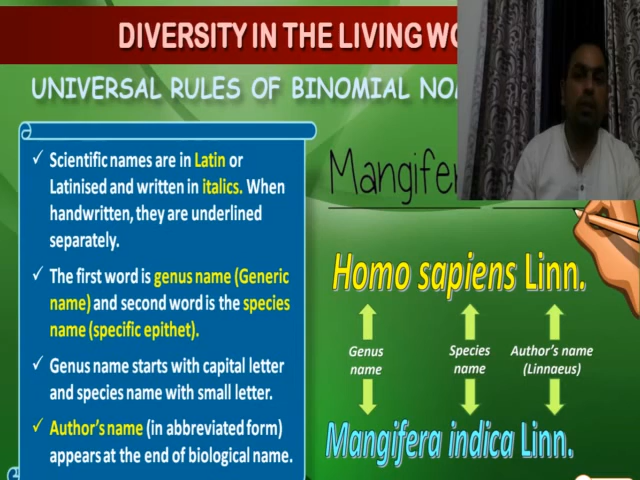 DIVERSITY IN THE LIVING WO
UNIVERSAL RULES OF BINOMIAL NO
✓ Scientific names are in Latin or
Latinised and written in italics. When
handwritten, they are underlined
separately.
✓ The first word is genus name (Generic
name) and second word is the species
name (specific epithet).
✓ Genus name starts with capital letter
and species name with small letter.
✓ Author's name (in abbreviated form)
appears at the end of biological name.
Mangifer
Homo sapiens Linn.
Genus Species Author's name
name name (Linnaeus)
Mangifera indica Linn.